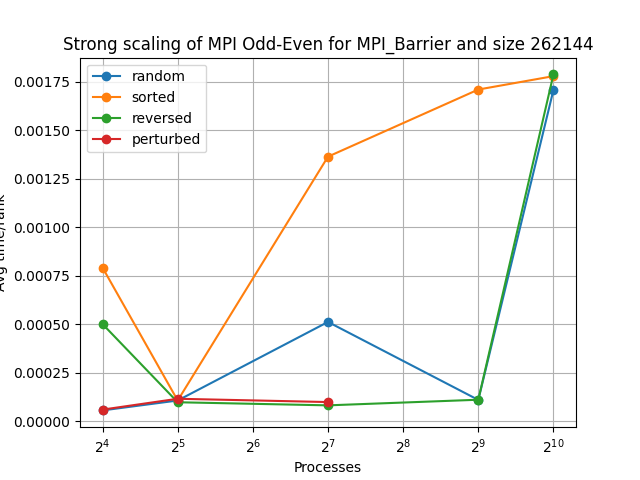 Strong scaling of MPI Odd-Even for MPI_Barrier and size 262144
random
sorted
reversed
perturbed
0.00175
0.00150
0.00125
0.00100
0.00075
0.00050
0.00025
0.00000
Avg time/rank
2^4 2^5 2^6 2^7 2^8 2^9 2^10
Processes